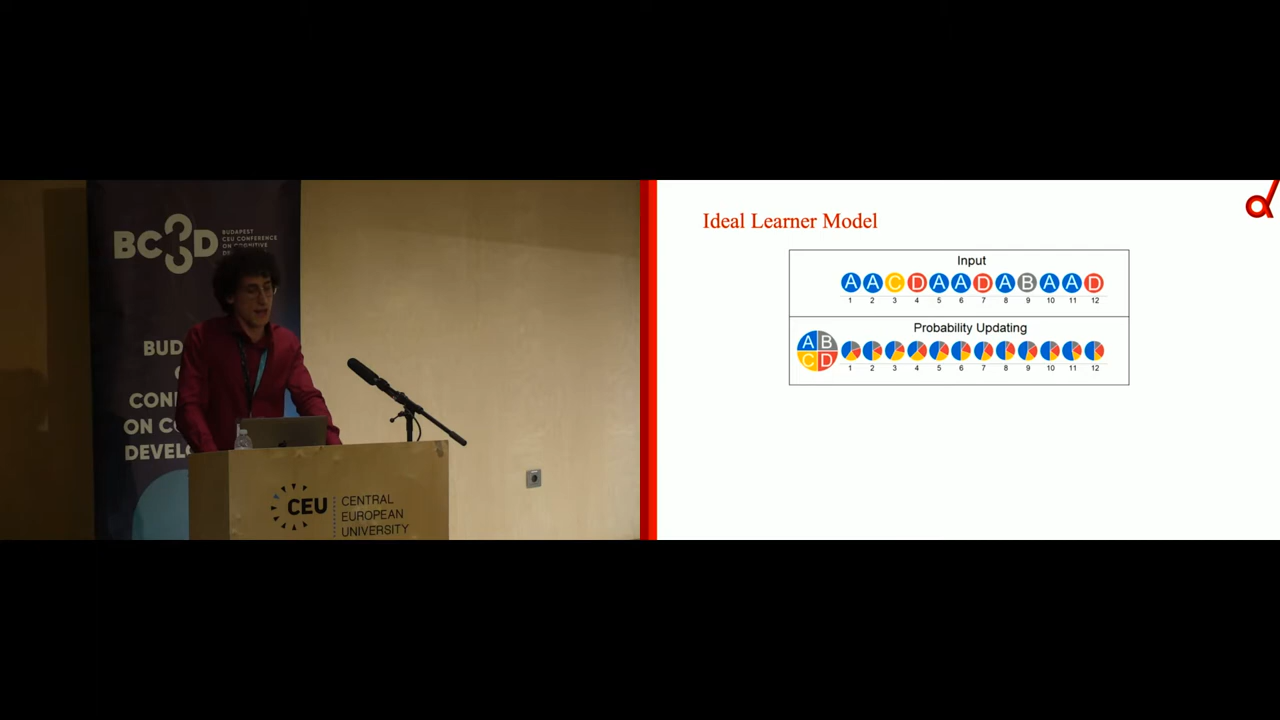 BC3D
BUDAPEST
CEU CONFERENCE
ON COGNITIVE
BUD
CON
ON CO
DEVEL
CEU
CENTRAL
EUROPEAN
UNIVERSITY
Ideal Learner Model
Input
A A C D A A D A B A A D
1 2 3 4 5 6 7 8 9 10 11 12
Probability Updating
A B
C D
1 2 3 4 5 6 7 8 9 10 11 12